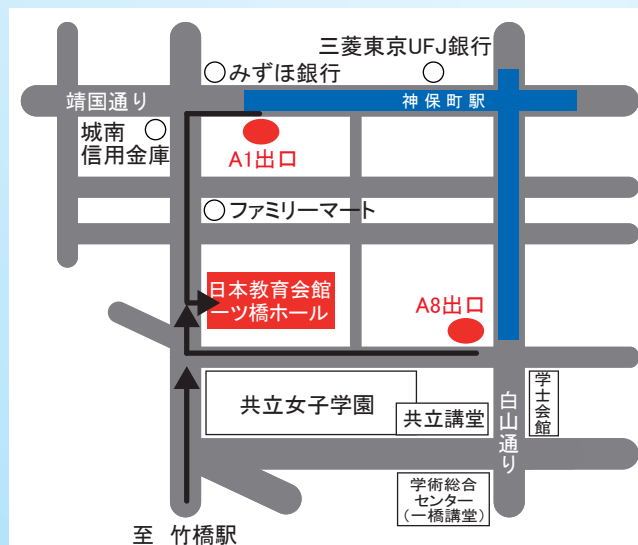 三菱東京UFJ銀行
みずほ銀行
靖国通り
神保町駅
城南
信用金庫
A1出口
ファミリーマート
日本教育会館
一ツ橋ホール
A8出口
共立女子学園
共立講堂
白山通り
学士会館
学術総合
センター
(一橋講堂)
至 竹橋駅